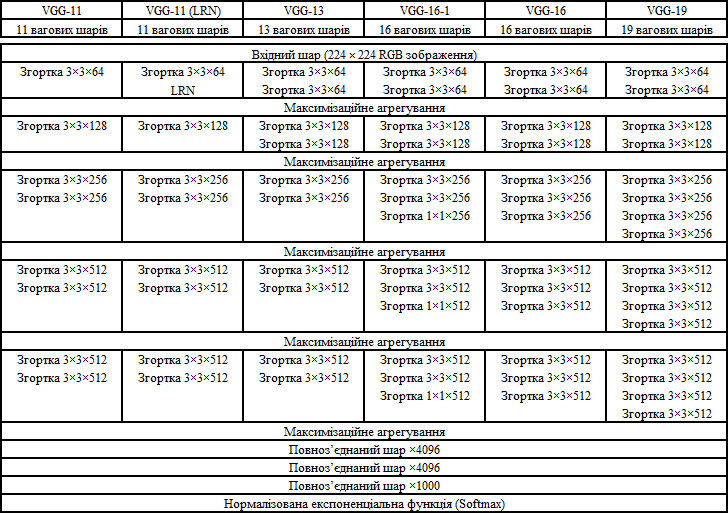 VGG-11 VGG-11 (LRN) VGG-13 VGG-16-1 VGG-16 VGG-19
11 вагових шарів 11 вагових шарів 13 вагових шарів 16 вагових шарів 16 вагових шарів 19 вагових шарів
Вхідний шар (224 × 224 RGB зображення)
Згортка 3×3×64 Згортка 3×3×64 Згортка 3×3×64 Згортка 3×3×64 Згортка 3×3×64 Згортка 3×3×64
LRN Згортка 3×3×64 Згортка 3×3×64 Згортка 3×3×64 Згортка 3×3×64
Максимізаційне агрегування
Згортка 3×3×128 Згортка 3×3×128 Згортка 3×3×128 Згортка 3×3×128 Згортка 3×3×128 Згортка 3×3×128
Згортка 3×3×128 Згортка 3×3×128 Згортка 3×3×128 Згортка 3×3×128
Максимізаційне агрегування
Згортка 3×3×256 Згортка 3×3×256 Згортка 3×3×256 Згортка 3×3×256 Згортка 3×3×256 Згортка 3×3×256
Згортка 3×3×256 Згортка 3×3×256 Згортка 3×3×256 Згортка 3×3×256 Згортка 3×3×256 Згортка 3×3×256
Згортка 1×1×256 Згортка 3×3×256 Згортка 3×3×256
Згортка 3×3×256
Максимізаційне агрегування
Згортка 3×3×512 Згортка 3×3×512 Згортка 3×3×512 Згортка 3×3×512 Згортка 3×3×512 Згортка 3×3×512
Згортка 3×3×512 Згортка 3×3×512 Згортка 3×3×512 Згортка 3×3×512 Згортка 3×3×512 Згортка 3×3×512
Згортка 1×1×512 Згортка 3×3×512 Згортка 3×3×512
Згортка 3×3×512
Максимізаційне агрегування
Згортка 3×3×512 Згортка 3×3×512 Згортка 3×3×512 Згортка 3×3×512 Згортка 3×3×512 Згортка 3×3×512
Згортка 3×3×512 Згортка 3×3×512 Згортка 3×3×512 Згортка 3×3×512 Згортка 3×3×512 Згортка 3×3×512
Згортка 1×1×512 Згортка 3×3×512 Згортка 3×3×512
Згортка 3×3×512
Максимізаційне агрегування
Повноз’єднаний шар ×4096
Повноз’єднаний шар ×4096
Повноз’єднаний шар ×1000
Нормалізована експоненціальна функція (Softmax)